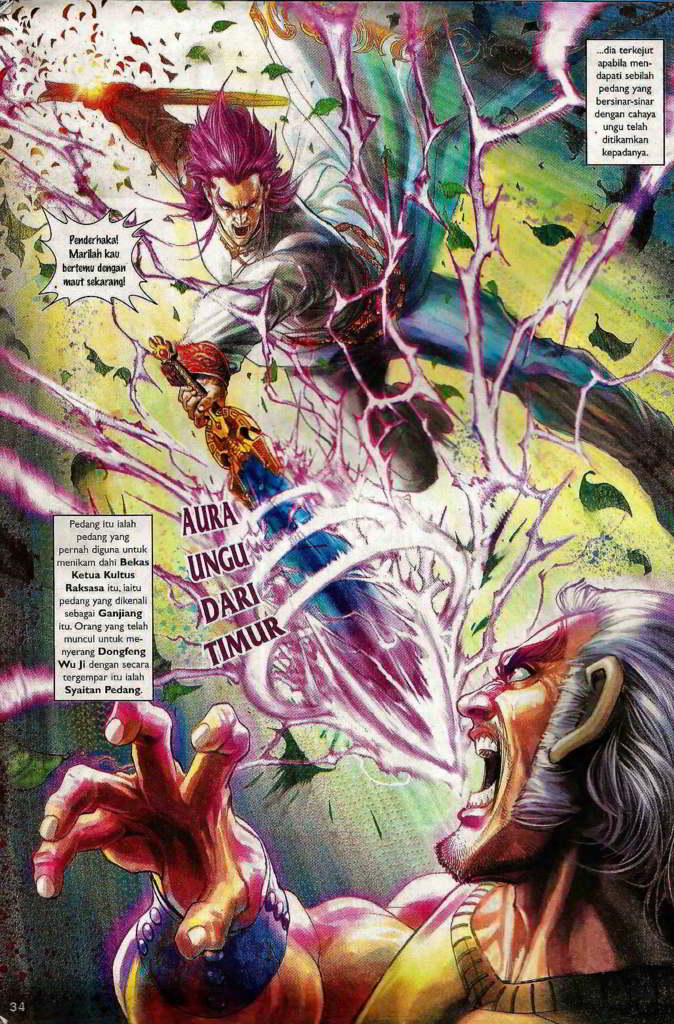 ...dia terkejut
apabila men-
dapati sebilah
pedang yang
bersinar-sinar
dengan cahaya
ungu telah
ditikamkan
kepadanya.
Penderhaka!
Marilah kau
bertemu dengan
maut sekarang!
AURA
UNGU
DARI
TIMUR
Pedang itu ialah
pedang yang
pernah diguna untuk
menikam dahi Bekas
Ketua Kultus
Raksasa itu, iaitu
pedang yang dikenali
sebagai Ganjiang
itu. Orang yang telah
muncul untuk me-
nyerang Dongfeng
Wu Ji dengan secara
tergempar itu ialah
Syaitan Pedang.
34